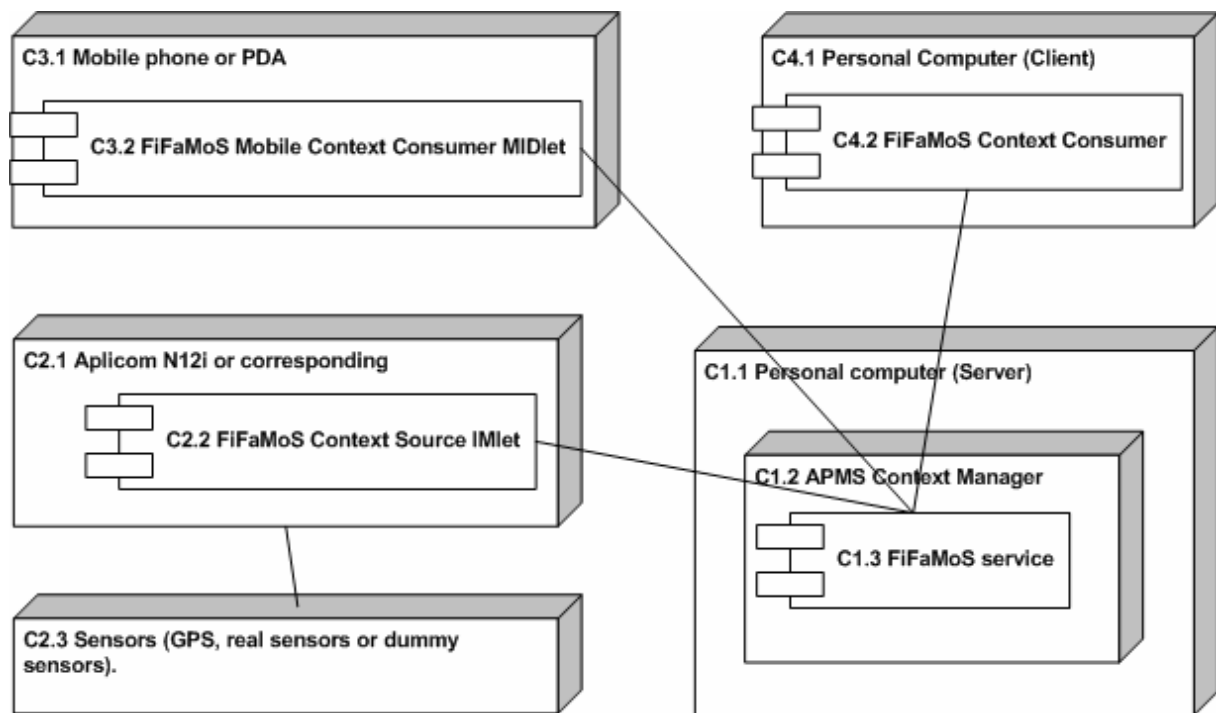 C3.1 Mobile phone or PDA
C3.2 FiFaMoS Mobile Context Consumer MIDlet
C4.1 Personal Computer (Client)
C4.2 FiFaMoS Context Consumer
C2.1 Aplicom N12i or corresponding
C2.2 FiFaMoS Context Source IMlet
C1.1 Personal computer (Server)
C1.2 APMS Context Manager
C1.3 FiFaMoS service
C2.3 Sensors (GPS, real sensors or dummy
sensors).